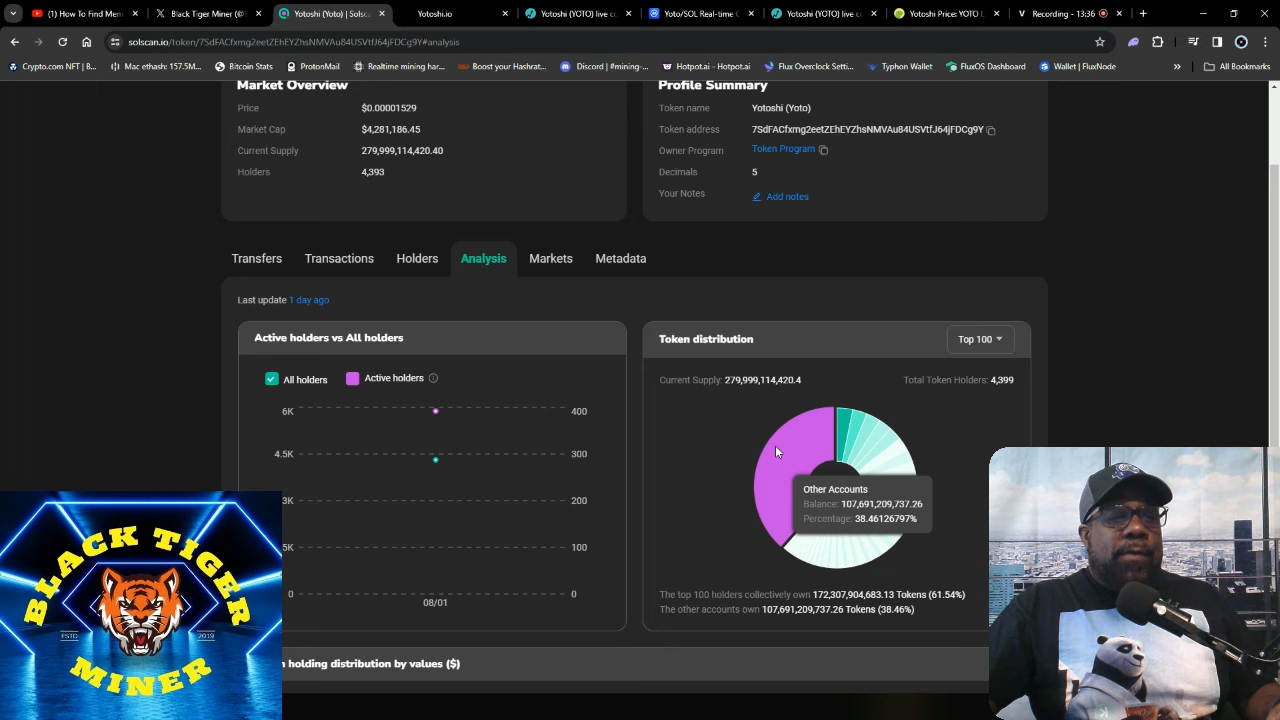 (1) How To Find Mem
Black Tiger Miner (@
Yotoshi (Yoto) | Solsca
Yotoshi.io
Yotoshi (YOTO) live co
Yoto/SOL Real-time C
Yotoshi (YOTO) live co
Yotoshi Price: YOTO L
Recording - 13:36
solscan.io/token/7SdFACfxmg2eetZEhEYZhsNMVAu84USVtfJ64jFDCg9Y#analysis
Crypto.com NFT | B...
Mac ethash: 157.5M...
Bitcoin Stats
ProtonMail
Realtime mining har...
Boost your Hashrat...
Discord | #mining-...
Hotpot.ai - Hotpot.ai
Flux Overclock Setti...
Typhon Wallet
FluxOS Dashboard
Wallet | FluxNode
»
All Bookmarks
Market Overview
Price $0.00001529
Market Cap $4,281,186.45
Current Supply 279,999,114,420.40
Holders 4,393
Profile Summary
Token name Yotoshi (Yoto)
Token address 7SdFACfxmg2eetZEhEYZhsNMVAu84USVtfJ64jFDCg9Y
Owner Program Token Program
Decimals 5
Your Notes Add notes
Transfers Transactions Holders Analysis Markets Metadata
Last update 1 day ago
Active holders vs All holders
All holders Active holders
6K 400
4.5K 300
3K 200
5K 100
0 0
08/01
Token distribution
Top 100
Current Supply: 279,999,114,420.4 Total Token Holders: 4,399
Other Accounts
Balance: 107,691,209,737.26
Percentage: 38.46126797%
The top 100 holders collectively own 172,307,904,683.13 Tokens (61.54%)
The other accounts own 107,691,209,737.26 Tokens (38.46%)
n holding distribution by values ($)
BLACK TIGER
ESTD 2019
MINER